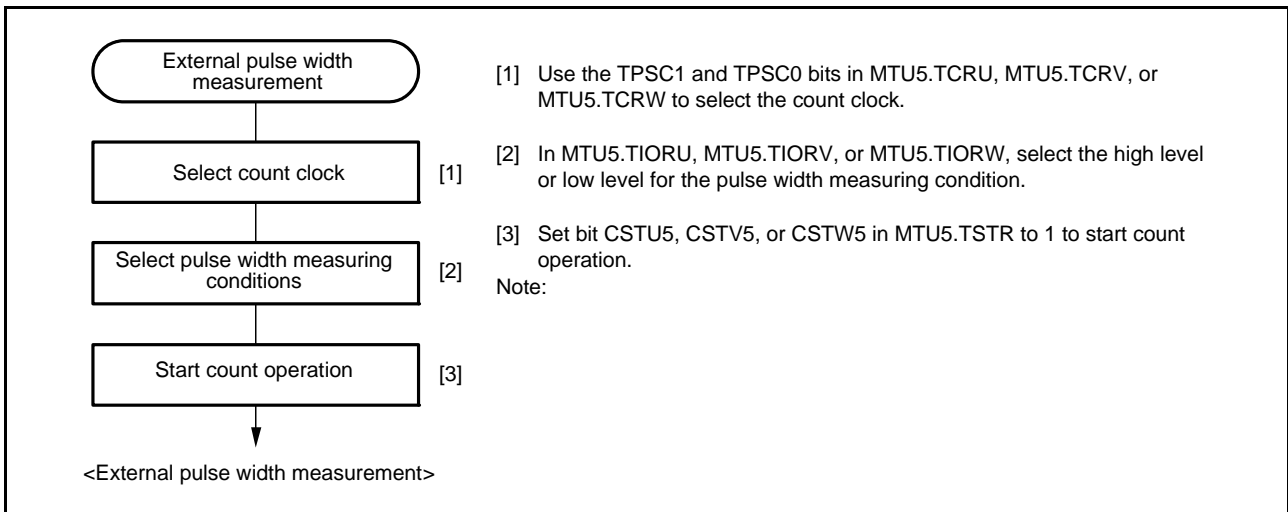 External pulse width
measurement
Select count clock
[1]
Select pulse width measuring
conditions
[2]
Start count operation
[3]
<External pulse width measurement>
[1] Use the TPSC1 and TPSC0 bits in MTU5.TCRU, MTU5.TCRV, or
MTU5.TCRW to select the count clock.
[2] In MTU5.TIORU, MTU5.TIORV, or MTU5.TIORW, select the high level
or low level for the pulse width measuring condition.
[3] Set bit CSTU5, CSTV5, or CSTW5 in MTU5.TSTR to 1 to start count
operation.
Note: